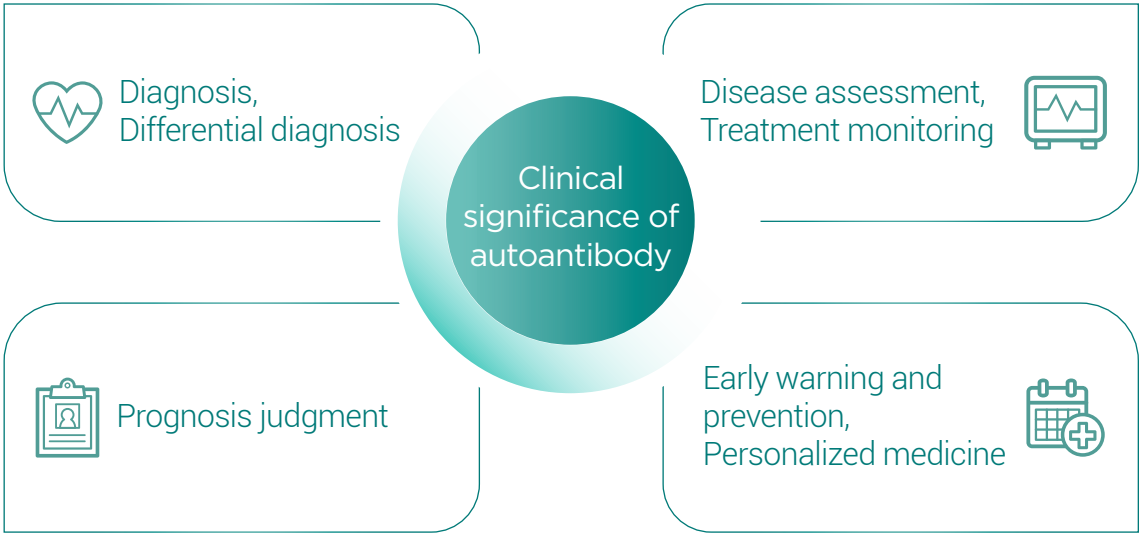 Diagnosis,
Differential diagnosis
Disease assessment,
Treatment monitoring
Clinical
significance of
autoantibody
Prognosis judgment
Early warning and
prevention,
Personalized medicine